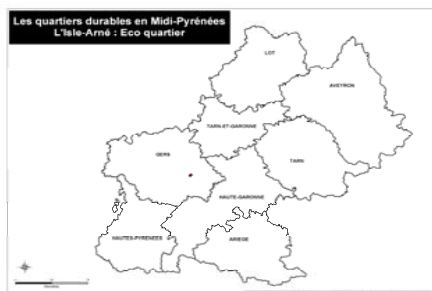 Les quartiers durables en Midi-Pyrénées
L'Isle-Arné : Eco quartier
LOT
AVEYRON
TARN-ET-GARONNE
GERS
TARN
HAUTE-GARONNE
HAUTES-PYRENEES
ARIEGE